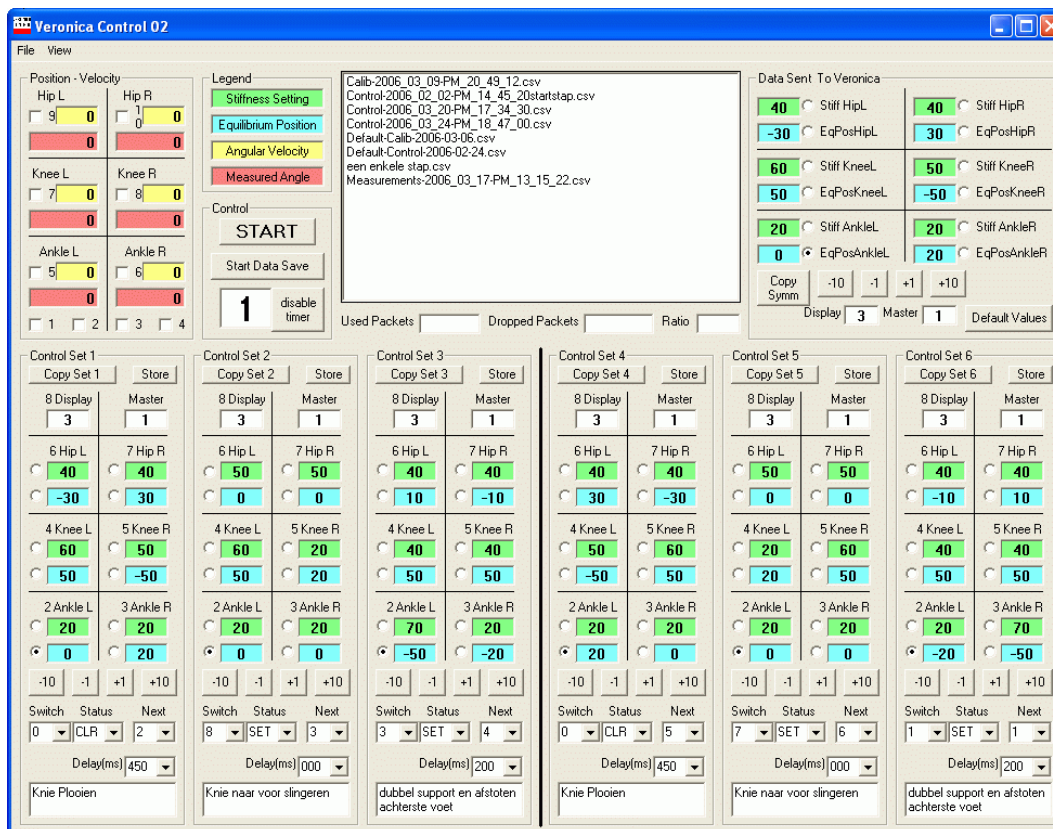 Veronica Control 02
File View
Position - Velocity
Hip L Hip R
9 0 10 0
0 0
Knee L Knee R
7 0 8 0
0 0
Ankle L Ankle R
5 0 6 0
0 0
1 2 3 4
Legend
Stiffness Setting
Equilibrium Position
Angular Velocity
Measured Angle
Control
START
Start Data Save
1 disable timer
Calib-2006_03_09-PM_20_49_12.csv
Control-2006_02_02-PM_14_45_20startstap.csv
Control-2006_03_20-PM_17_34_30.csv
Control-2006_03_24-PM_18_47_00.csv
Default-Calib-2006-03-06.csv
Default-Control-2006-02-24.csv
een enkele stap.csv
Measurements-2006_03_17-PM_13_15_22.csv
Used Packets Dropped Packets Ratio
Data Sent To Veronica
40 Stiff HipL 40 Stiff HipR
-30 EqPosHipL 30 EqPosHipR
60 Stiff KneeL 50 Stiff KneeR
50 EqPosKneeL -50 EqPosKneeR
20 Stiff AnkleL 20 Stiff AnkleR
0 EqPosAnkleL 20 EqPosAnkleR
Copy Symm -10 -1 +1 +10
Display 3 Master 1 Default Values
Control Set 1
Copy Set 1 Store
8 Display Master
3 1
6 Hip L 7 Hip R
40 40
-30 30
4 Knee L 5 Knee R
60 50
50 -50
2 Ankle L 3 Ankle R
20 20
0 20
-10 -1 +1 +10
Switch Status Next
0 CLR 2
Delay(ms) 450
Knie Plooien
Control Set 2
Copy Set 2 Store
8 Display Master
3 1
6 Hip L 7 Hip R
50 50
0 0
4 Knee L 5 Knee R
60 20
50 20
2 Ankle L 3 Ankle R
20 20
0 0
-10 -1 +1 +10
Switch Status Next
8 SET 3
Delay(ms) 000
Knie naar voor slingeren
Control Set 3
Copy Set 3 Store
8 Display Master
3 1
6 Hip L 7 Hip R
40 40
10 -10
4 Knee L 5 Knee R
40 40
50 50
2 Ankle L 3 Ankle R
70 20
-50 -20
-10 -1 +1 +10
Switch Status Next
3 SET 4
Delay(ms) 200
dubbel support en afstoten
achterste voet
Control Set 4
Copy Set 4 Store
8 Display Master
3 1
6 Hip L 7 Hip R
40 40
30 -30
4 Knee L 5 Knee R
50 60
-50 50
2 Ankle L 3 Ankle R
20 20
20 0
-10 -1 +1 +10
Switch Status Next
0 CLR 5
Delay(ms) 450
Knie Plooien
Control Set 5
Copy Set 5 Store
8 Display Master
3 1
6 Hip L 7 Hip R
50 50
0 0
4 Knee L 5 Knee R
20 60
20 50
2 Ankle L 3 Ankle R
20 20
0 0
-10 -1 +1 +10
Switch Status Next
7 SET 6
Delay(ms) 000
Knie naar voor slingeren
Control Set 6
Copy Set 6 Store
8 Display Master
3 1
6 Hip L 7 Hip R
40 40
-10 10
4 Knee L 5 Knee R
40 40
50 50
2 Ankle L 3 Ankle R
20 70
-20 -50
-10 -1 +1 +10
Switch Status Next
1 SET 1
Delay(ms) 200
dubbel support en afstoten
achterste voet